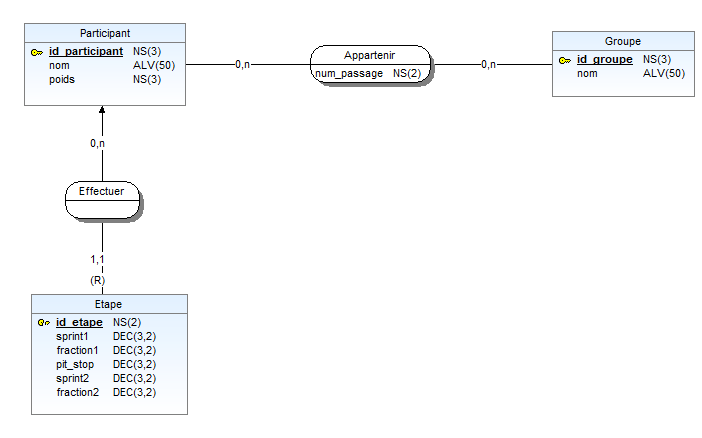 Participant
id_participant NS(3)
nom ALV(50)
poids NS(3)
0,n
Appartenir
num_passage NS(2)
0,n
Groupe
id_groupe NS(3)
nom ALV(50)
0,n
Effectuer
1,1
(R)
Etape
id_etape NS(2)
sprint1 DEC(3,2)
fraction1 DEC(3,2)
pit_stop DEC(3,2)
sprint2 DEC(3,2)
fraction2 DEC(3,2)